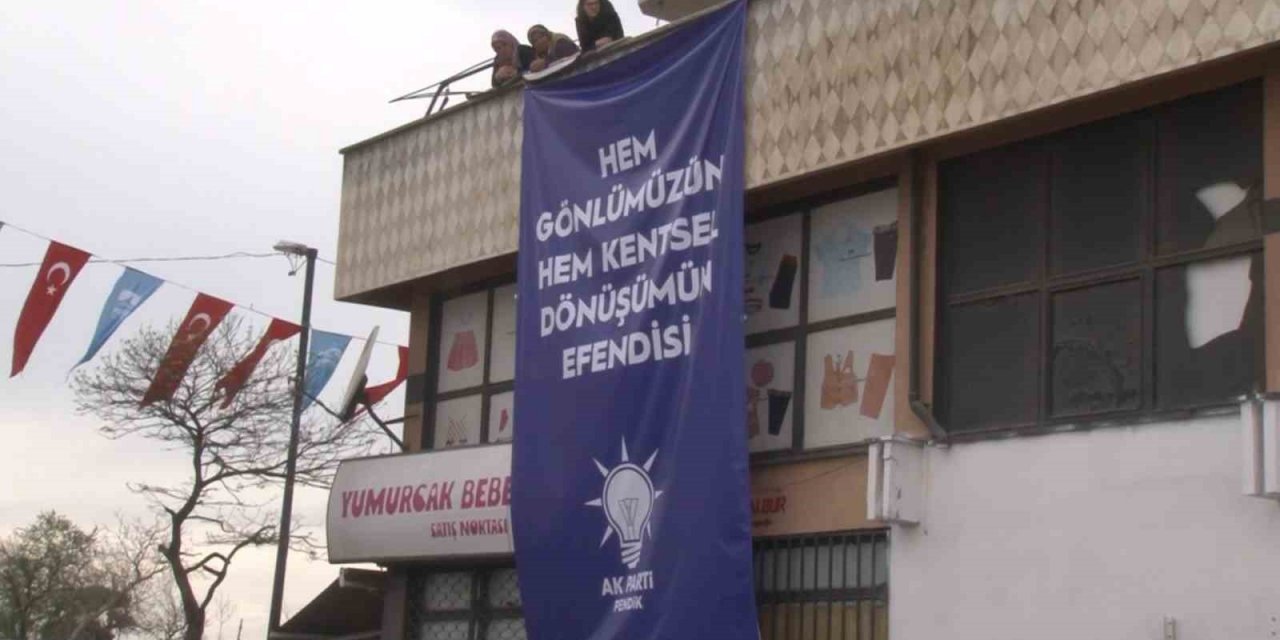 HEM
GÖNLÜMÜZÜN
HEM KENTSEL
DÖNÜŞÜMÜN
EFENDİSİ
AK PARTİ
PENDİK
YUMURCAK BEBE
SATIŞ NOKTASI